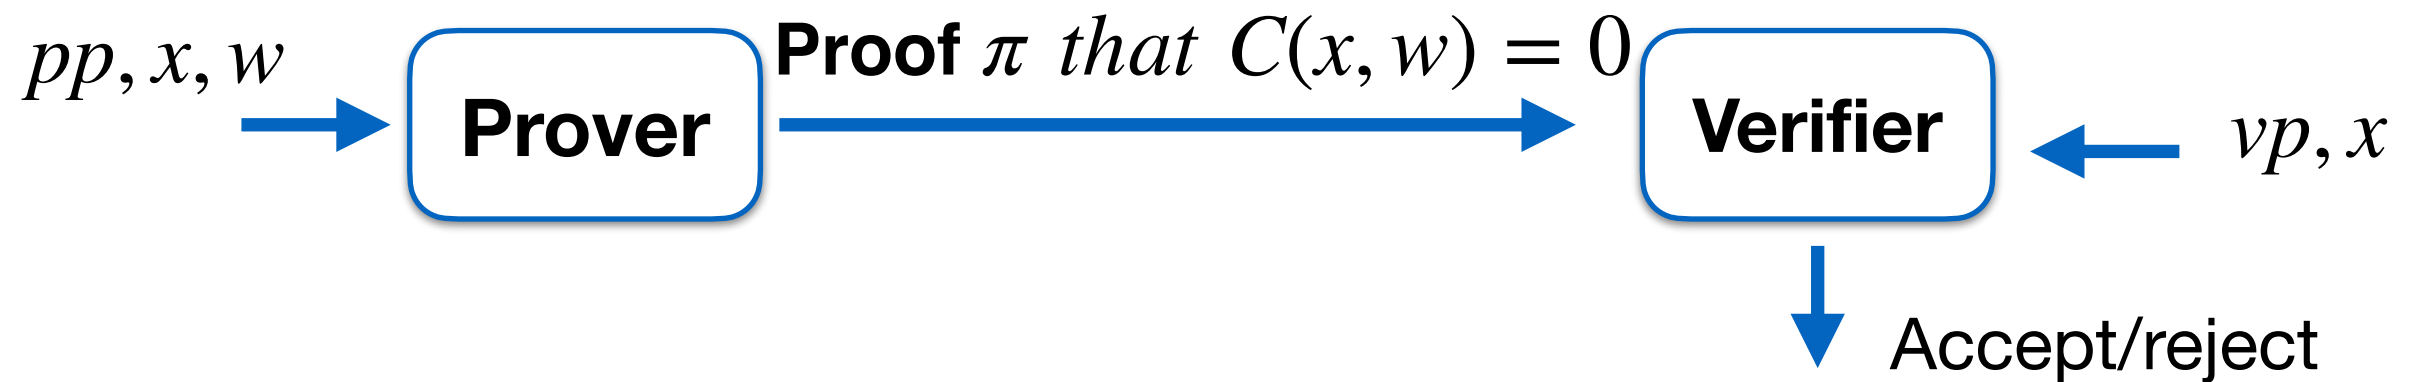 pp, x, w
Prover
Proof π that C(x, w) = 0
Verifier
vp, x
Accept/reject